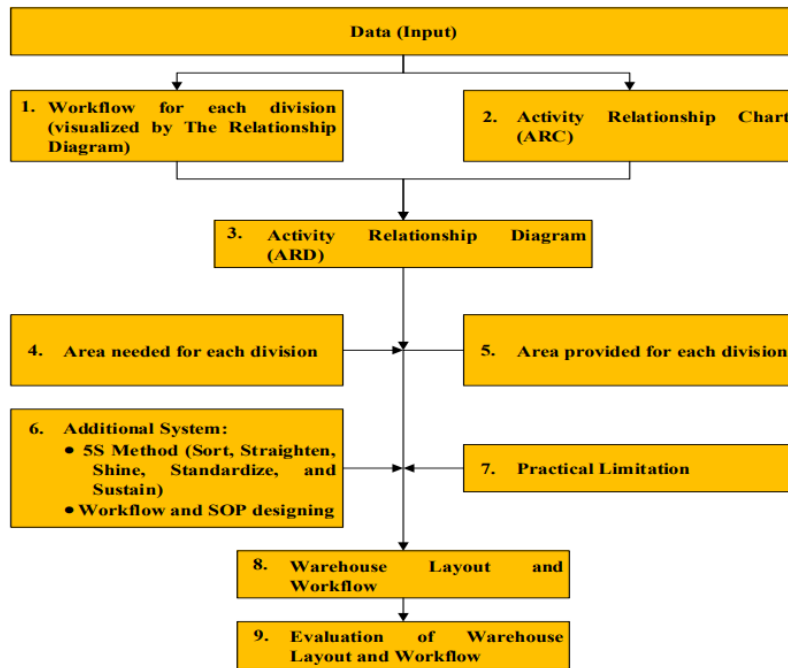 Data (Input)
1. Workflow for each division
(visualized by The Relationship
Diagram)
2. Activity Relationship Chart
(ARC)
3. Activity Relationship Diagram
(ARD)
4. Area needed for each division
5. Area provided for each division
6. Additional System:
● 5S Method (Sort, Straighten,
Shine, Standardize, and
Sustain)
● Workflow and SOP designing
7. Practical Limitation
8. Warehouse Layout and
Workflow
9. Evaluation of Warehouse
Layout and Workflow